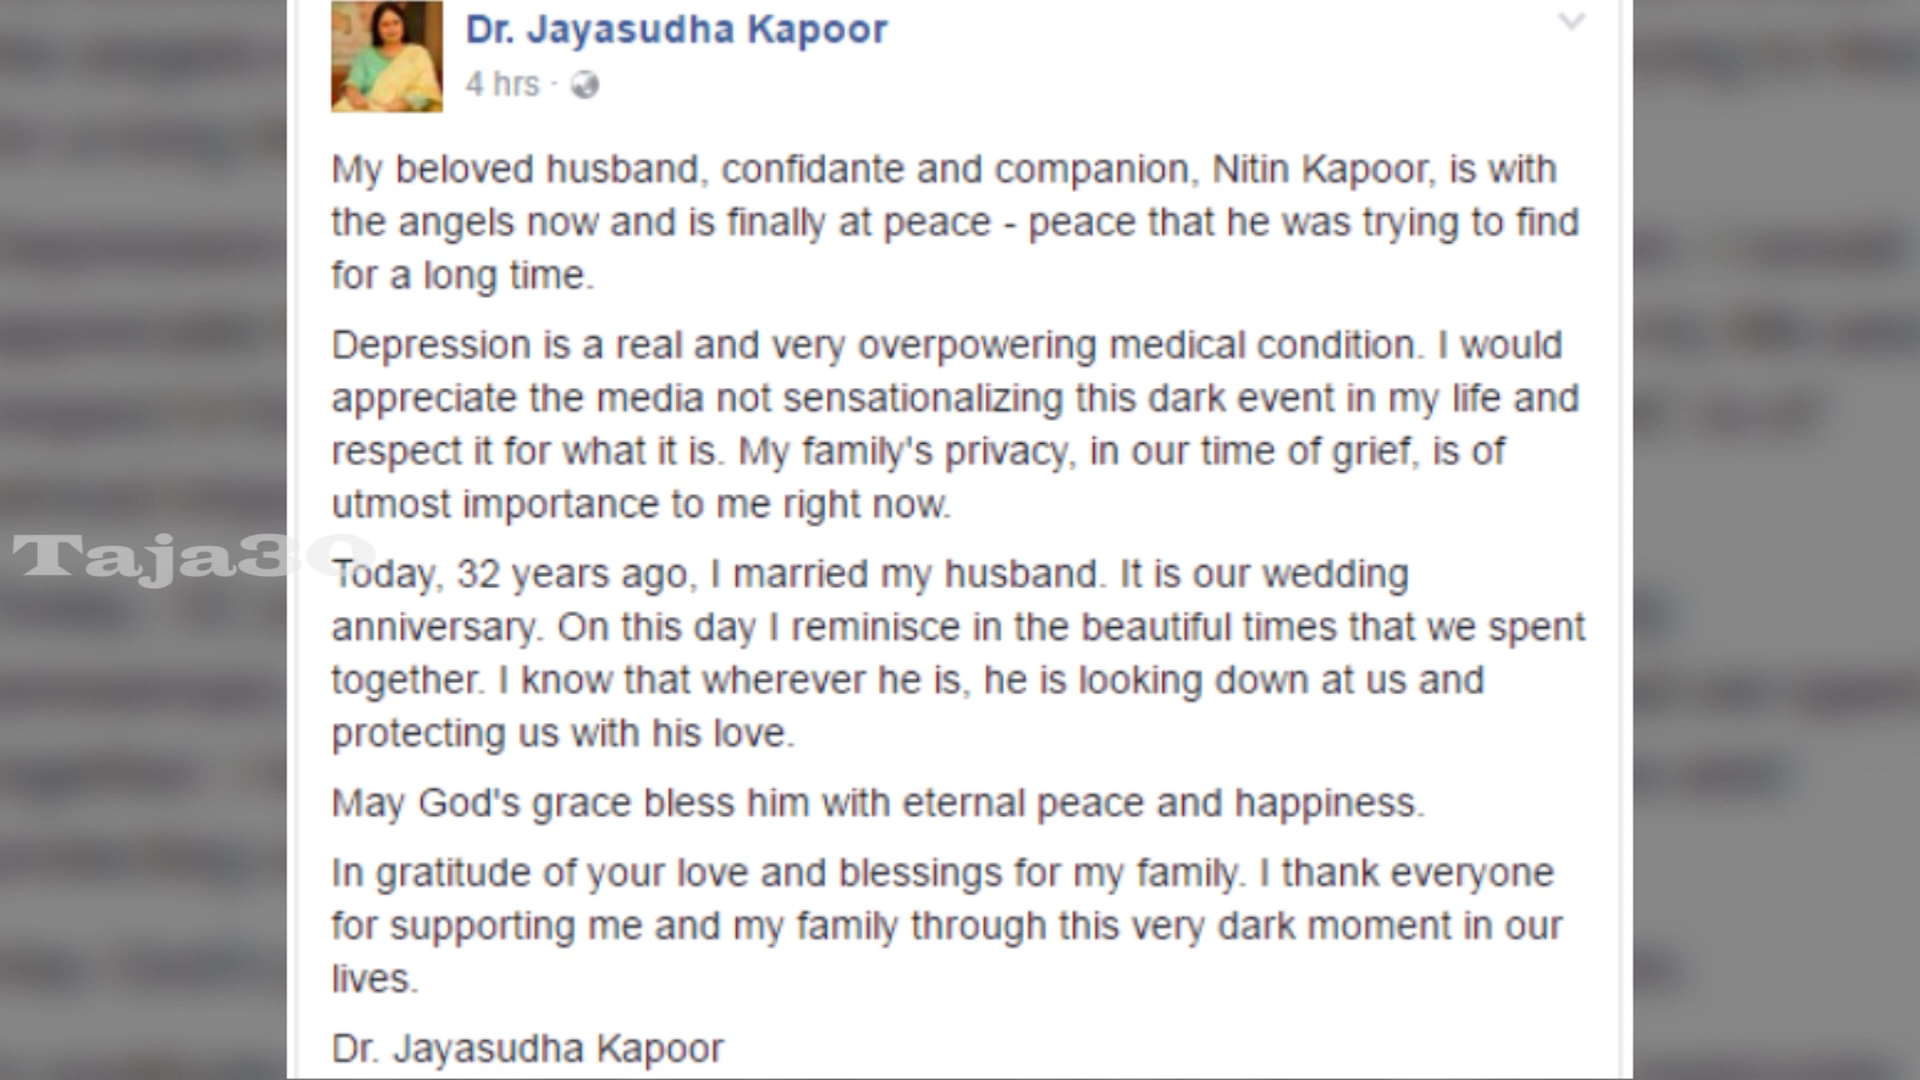 Dr. Jayasudha Kapoor
4 hrs ·
My beloved husband, confidante and companion, Nitin Kapoor, is with
the angels now and is finally at peace - peace that he was trying to find
for a long time.
Depression is a real and very overpowering medical condition. I would
appreciate the media not sensationalizing this dark event in my life and
respect it for what it is. My family's privacy, in our time of grief, is of
utmost importance to me right now.
Taja30
Today, 32 years ago, I married my husband. It is our wedding
anniversary. On this day I reminisce in the beautiful times that we spent
together. I know that wherever he is, he is looking down at us and
protecting us with his love.
May God's grace bless him with eternal peace and happiness.
In gratitude of your love and blessings for my family. I thank everyone
for supporting me and my family through this very dark moment in our
lives.
Dr. Jayasudha Kapoor